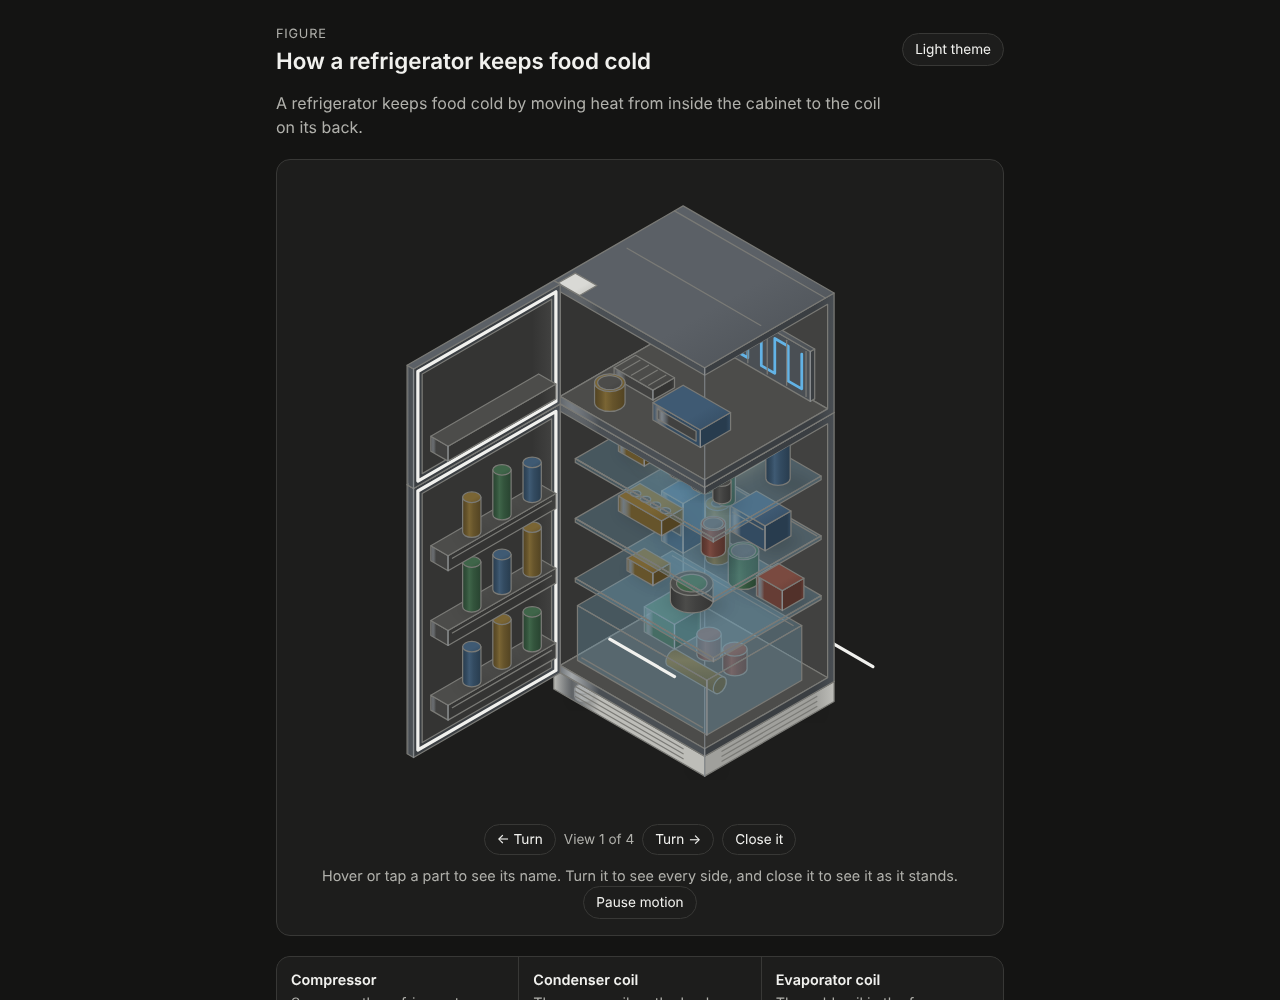 FIGURE
How a refrigerator keeps food cold
Light theme
A refrigerator keeps food cold by moving heat from inside the cabinet to the coil
on its back.
← Turn
View 1 of 4
Turn →
Close it
Hover or tap a part to see its name. Turn it to see every side, and close it to see it as it stands.
Pause motion
Compressor
Condenser coil
Evaporator coil